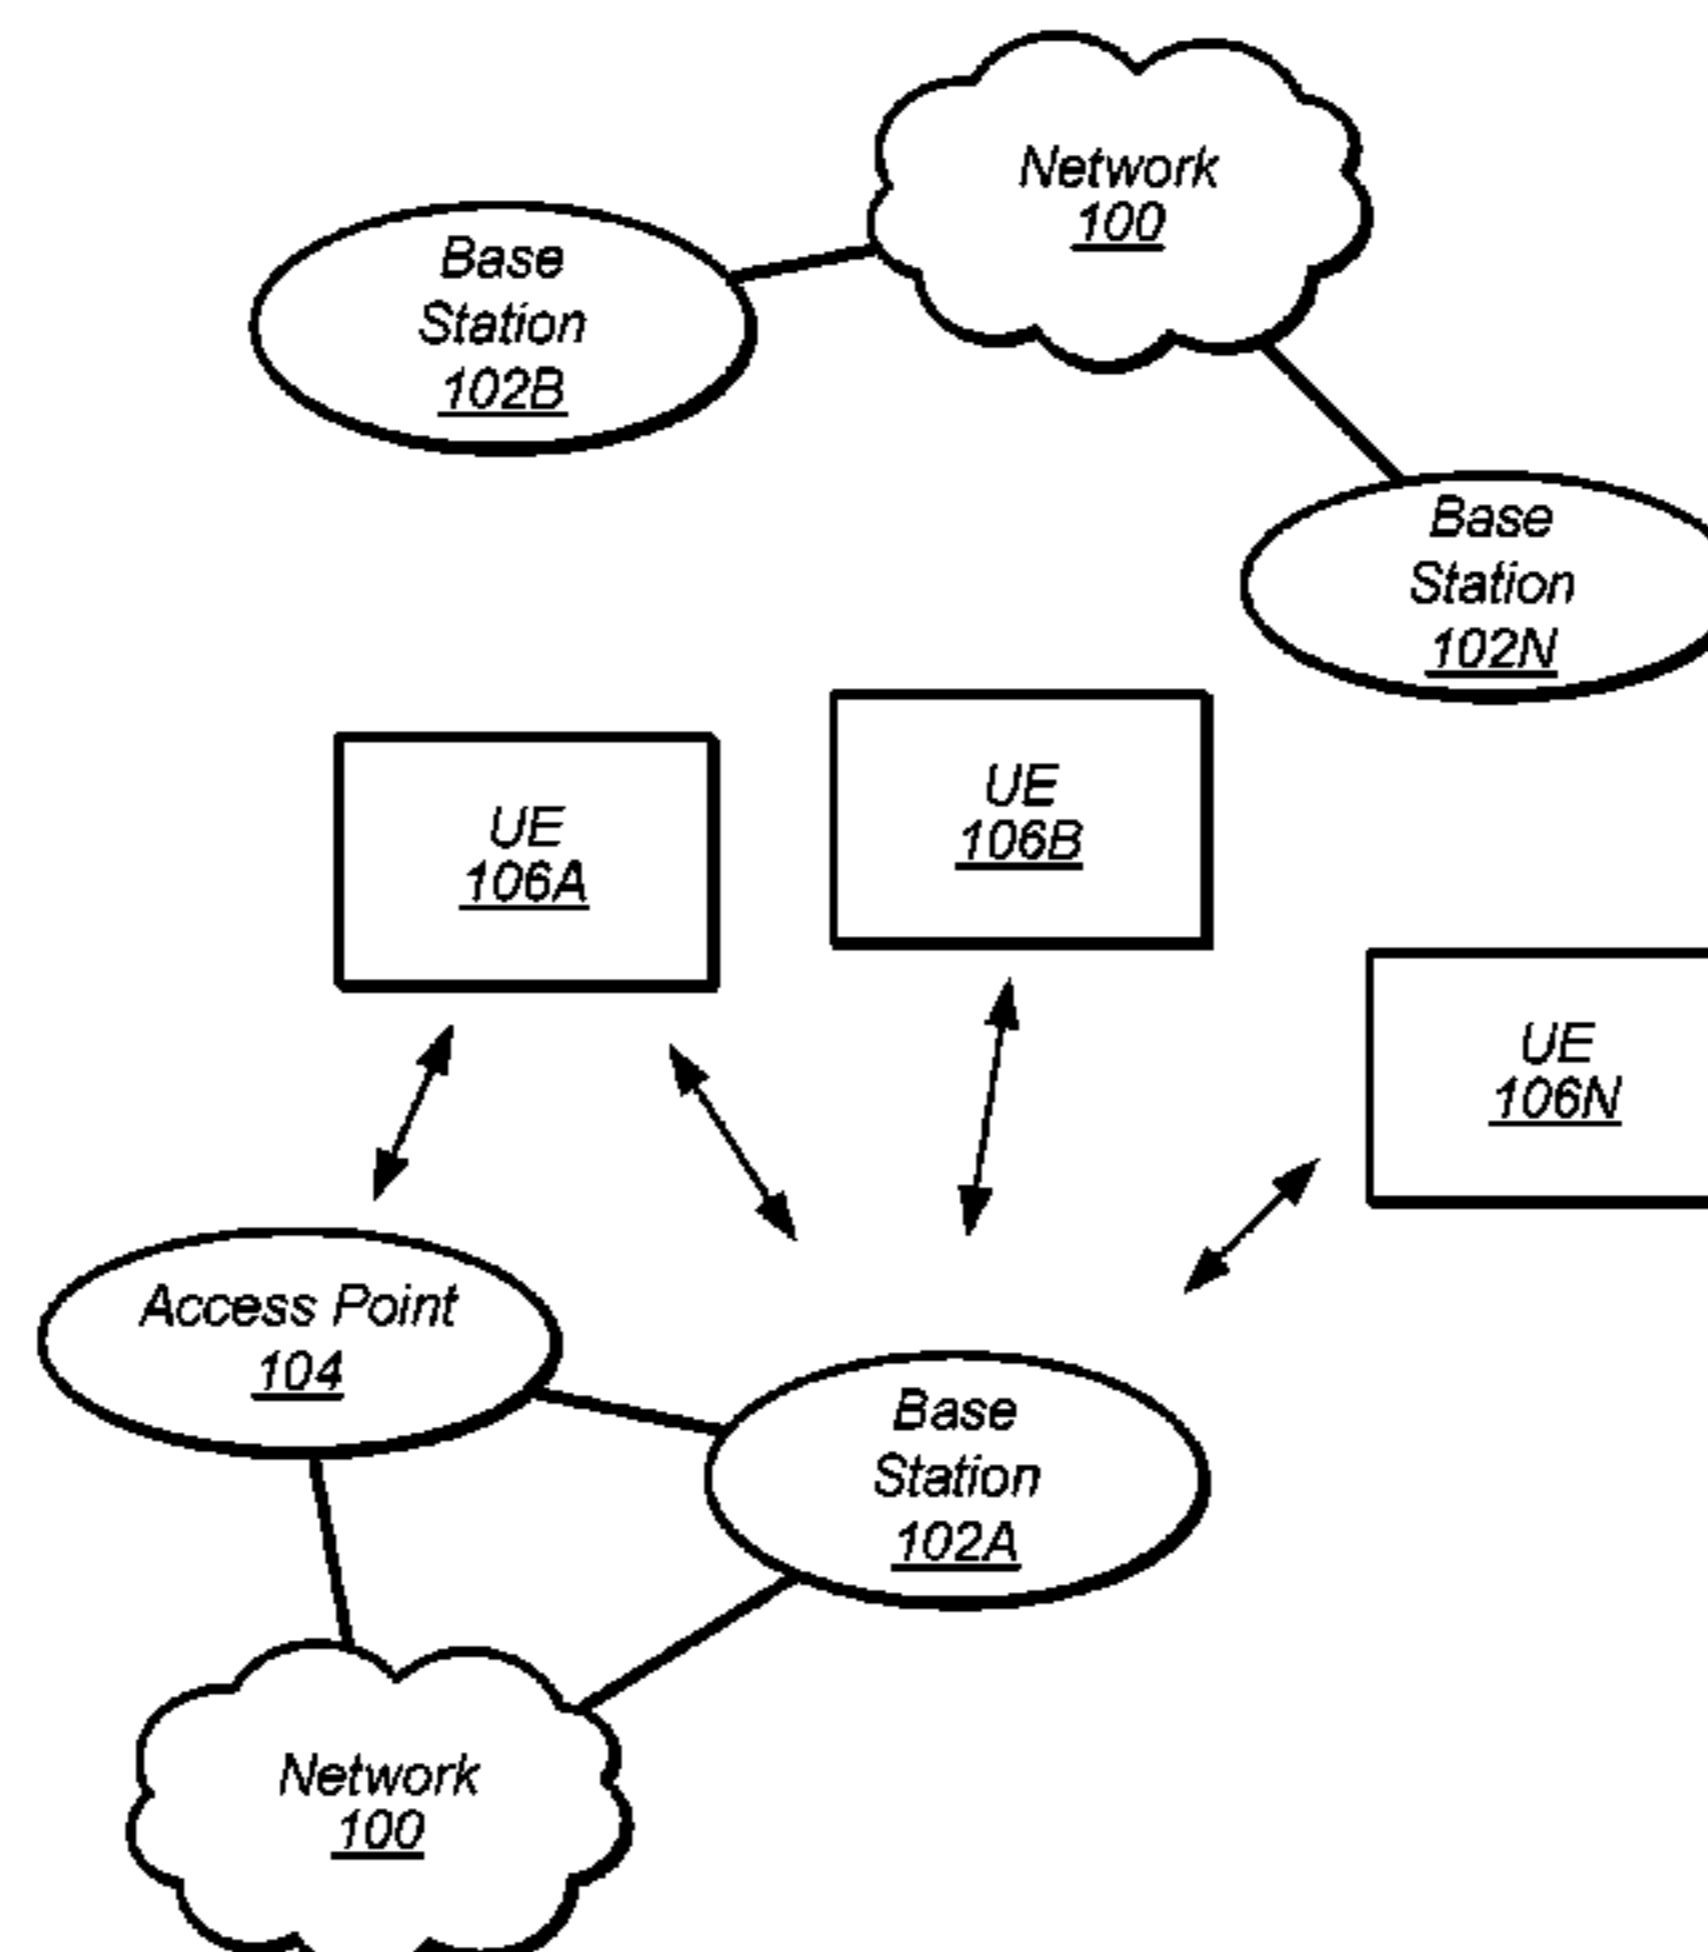 Network
100
Base
Station
102B
Base
Station
102N
UE
106B
UE
106A
UE
106N
Access Point
104
Base
Station
102A
Network
100